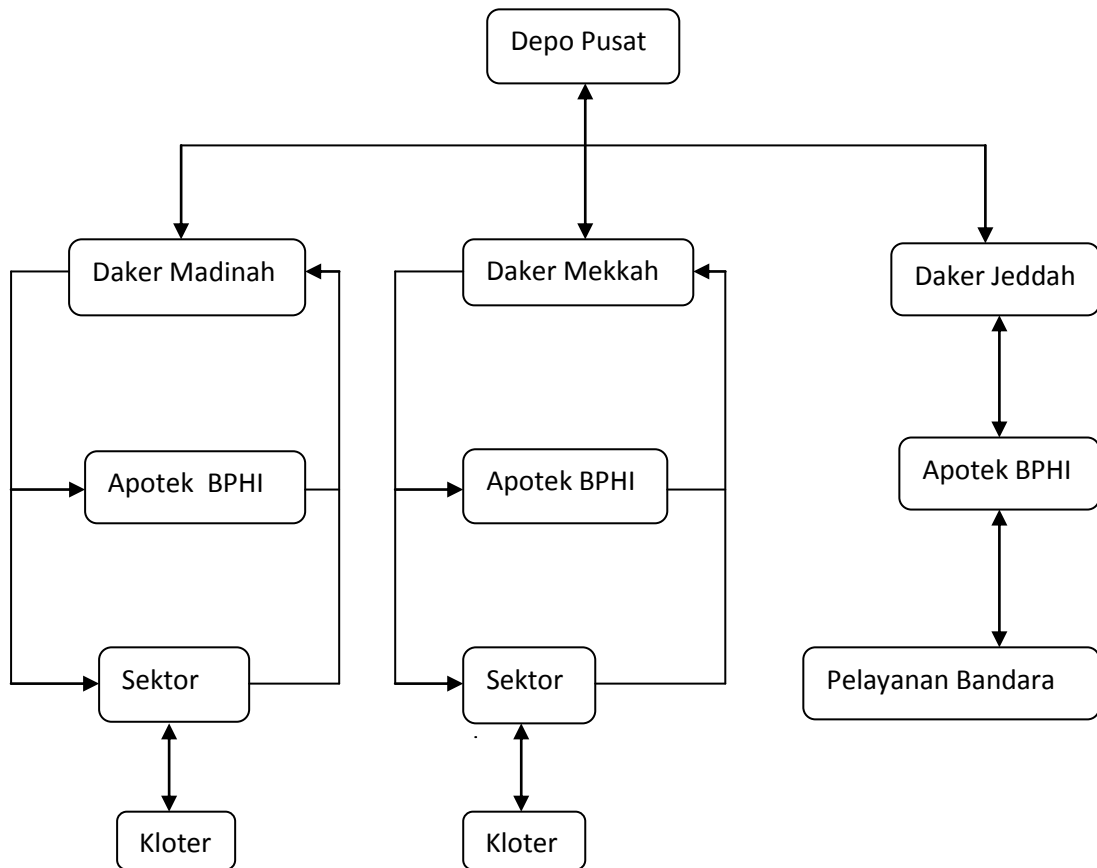 Depo Pusat
Daker Madinah
Daker Mekkah
Daker Jeddah
Apotek  BPHI
Apotek BPHI
Apotek BPHI
Sektor
Sektor
Pelayanan Bandara
Kloter
Kloter